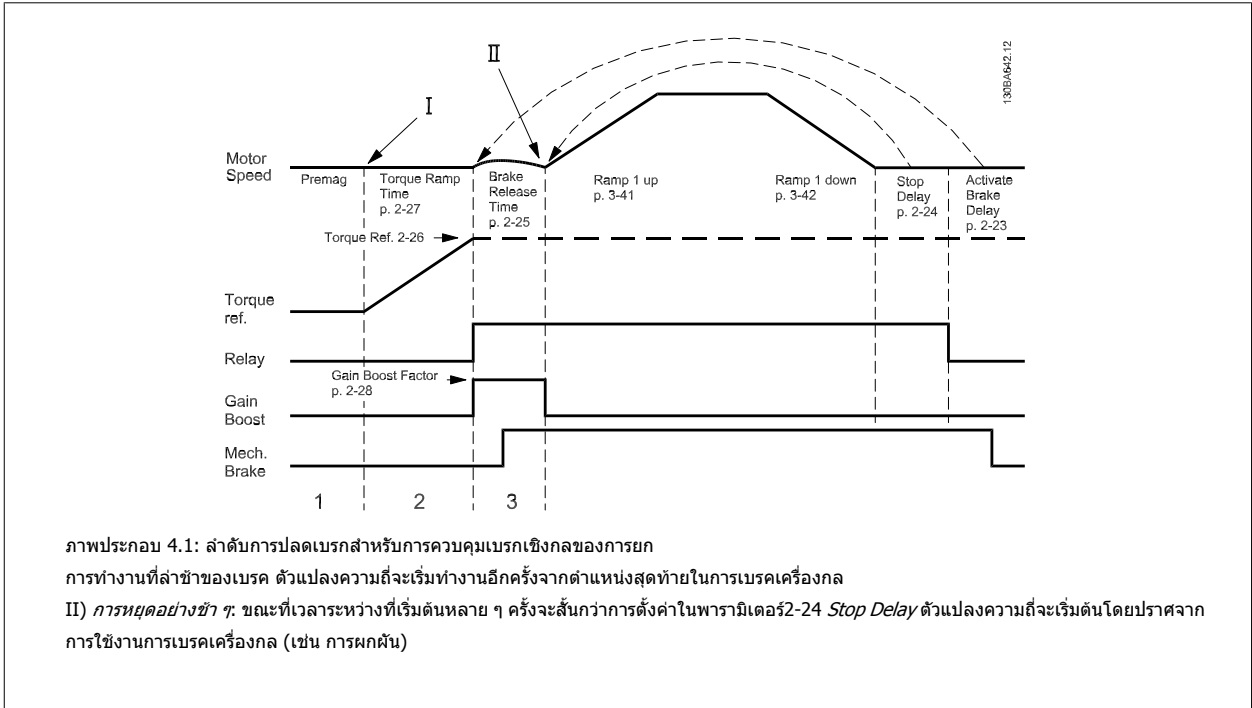 130BA642.12
II
I
Motor
Speed
Premag
Torque Ramp
Time
p. 2-27
Brake
Release
Time
p. 2-25
Ramp 1 up
p. 3-41
Ramp 1 down
p. 3-42
Stop
Delay
p. 2-24
Activate
Brake
Delay
p. 2-23
Torque Ref. 2-26
Torque
ref.
Relay
Gain Boost Factor
p. 2-28
Gain
Boost
Mech.
Brake
1 2 3
ภาพประกอบ 4.1: ลำดับการปลดเบรกสำหรับการควบคุมเบรกเชิงกลของการยก
การทำงานที่ล่าช้าของเบรค ตัวแปลงความถี่จะเริ่มทำงานอีกครั้งจากตำแหน่งสุดท้ายในการเบรคเครื่องกล
II) การหยุดอย่างช้า ๆ: ขณะที่เวลาระหว่างที่เริ่มต้นหลาย ๆ ครั้งจะสั้นกว่าการตั้งค่าในพารามิเตอร์2-24 Stop Delay ตัวแปลงความถี่จะเริ่มต้นโดยปราศจาก
การใช้งานการเบรคเครื่องกล (เช่น การผกผัน)